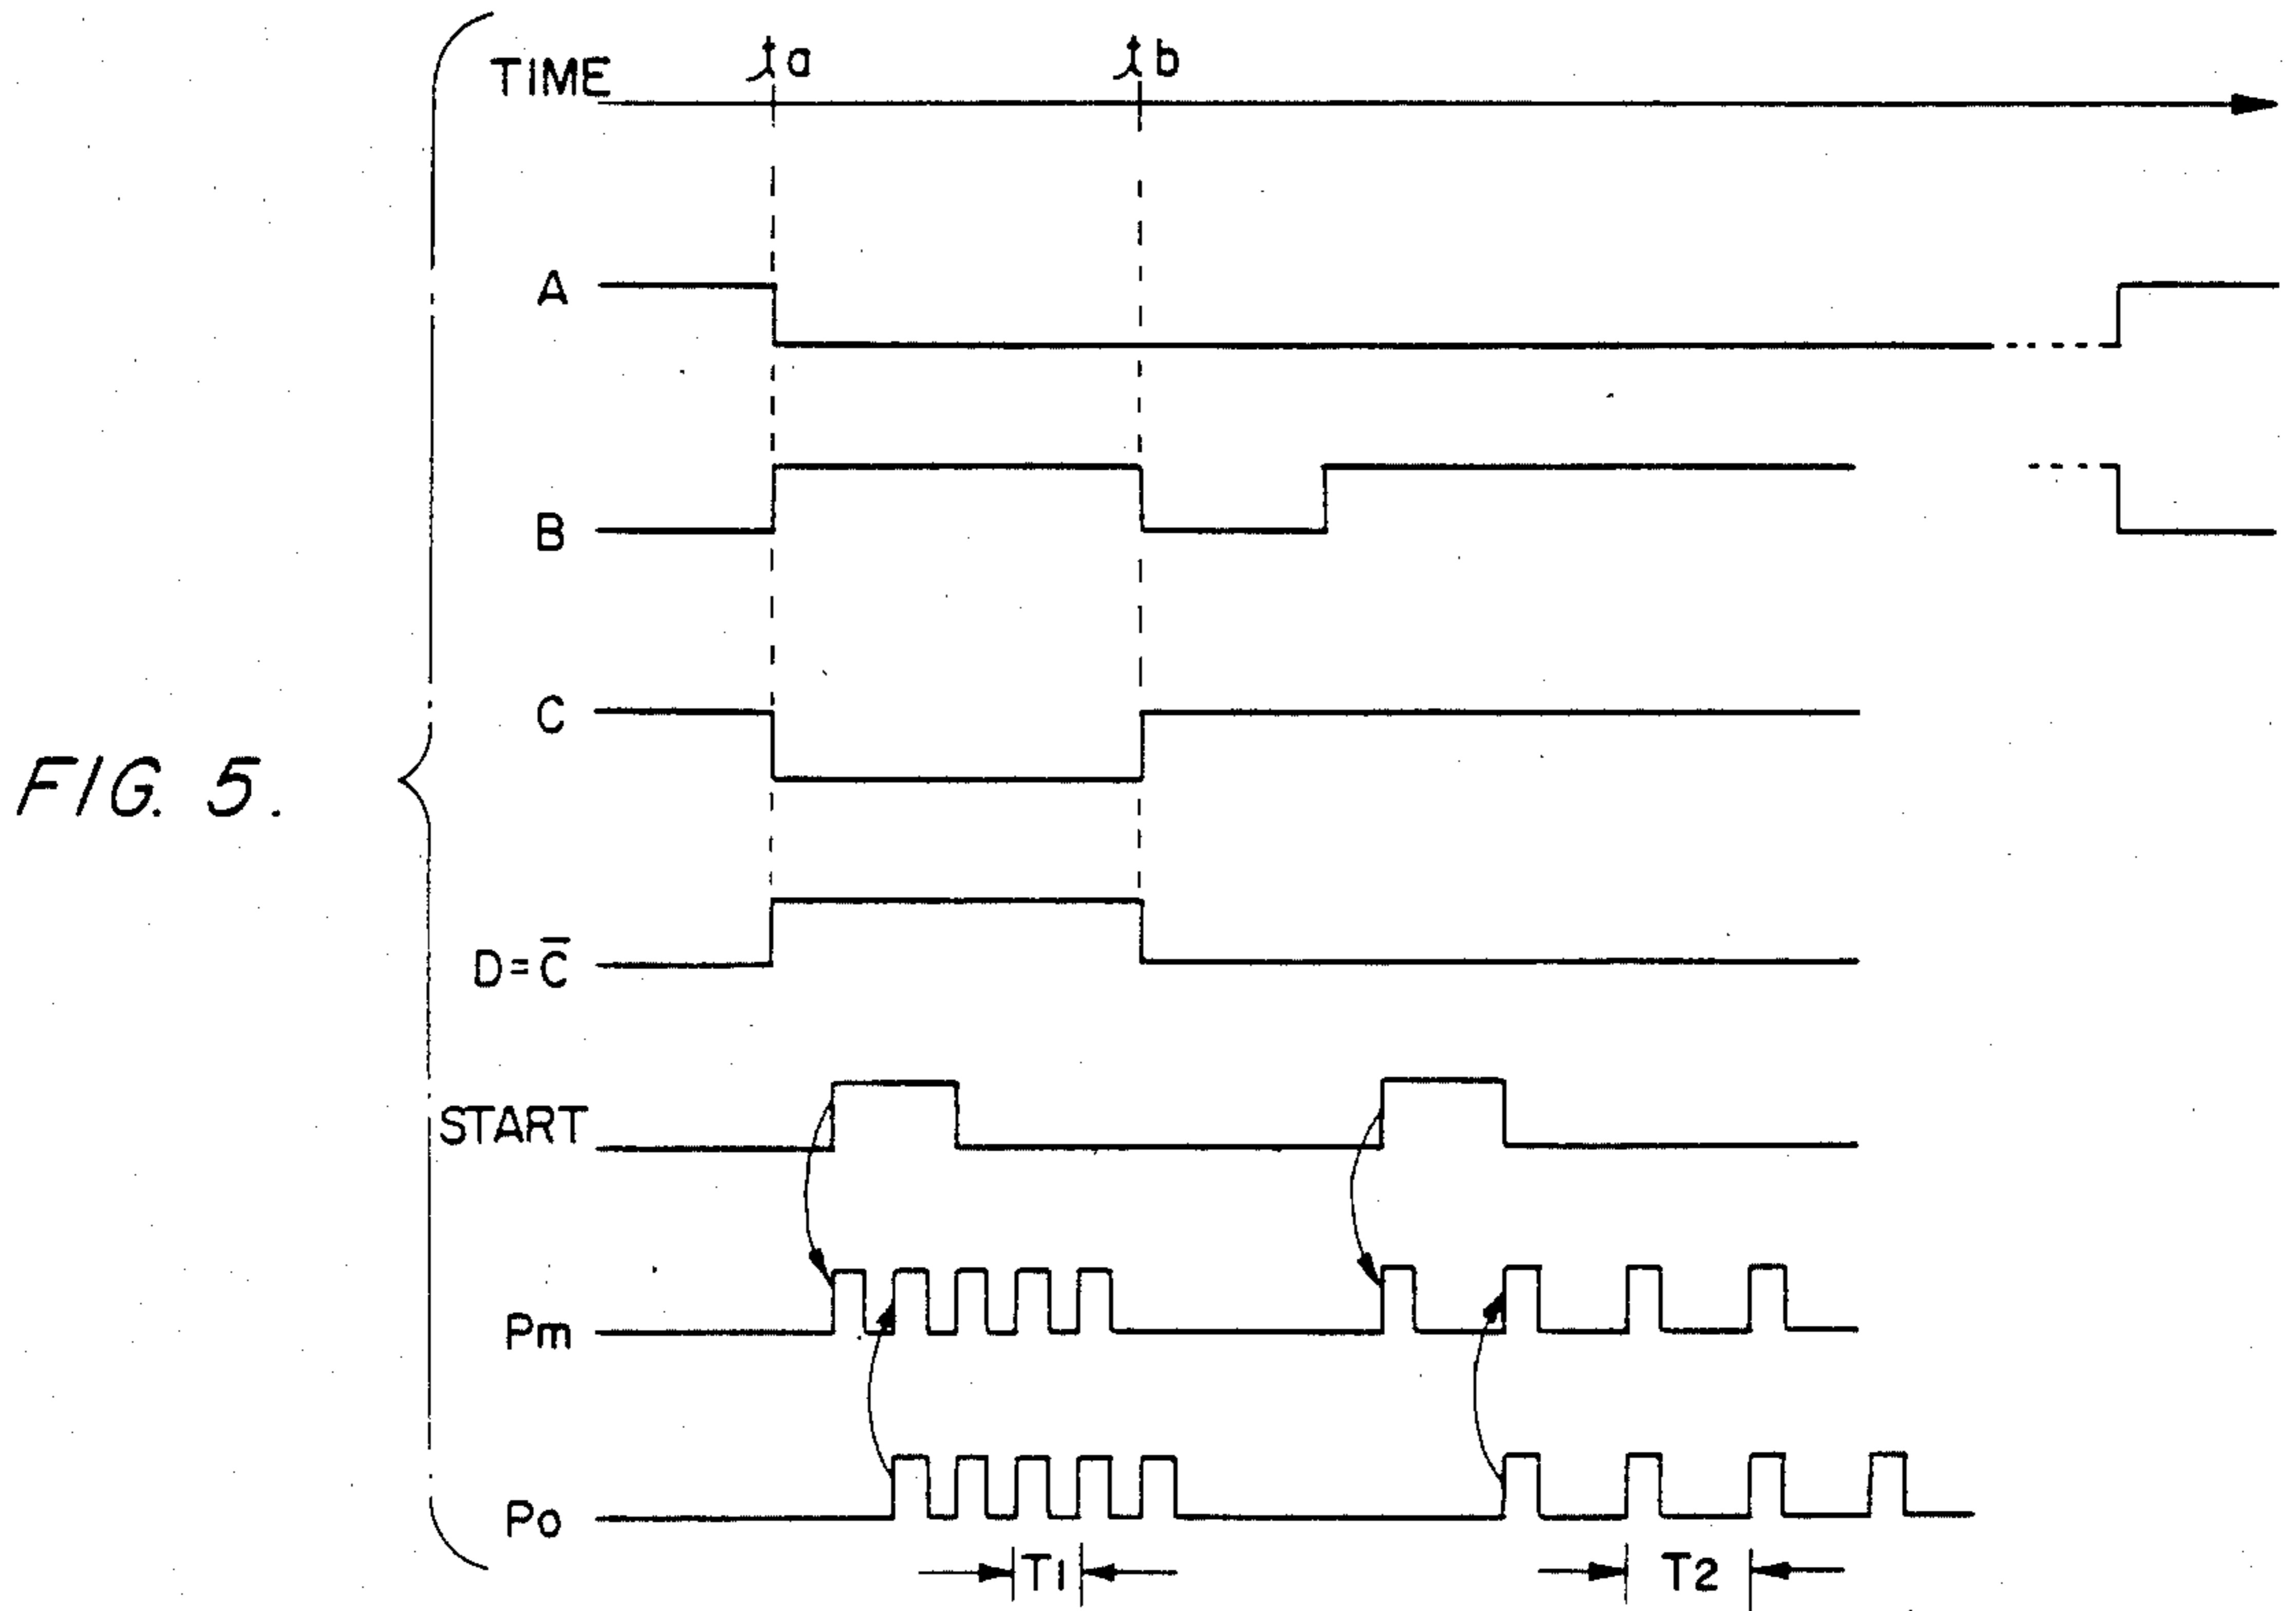 TIME
ta
tb
A
B
C
FIG. 5.
D=C̅
START
Pm
Po
T1
T2